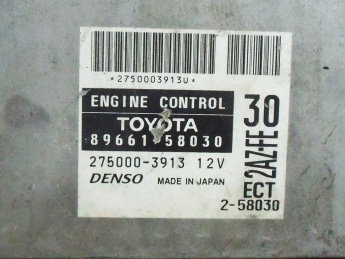 *2750003913U*
ENGINE CONTROL
TOYOTA
89661-58030
275000-3913 12V
DENSO MADE IN JAPAN
30
2AZ-FE
ECT
2-58030